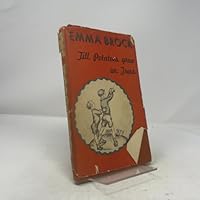 EMMA BROCK
Till Potatoes grow
on Trees